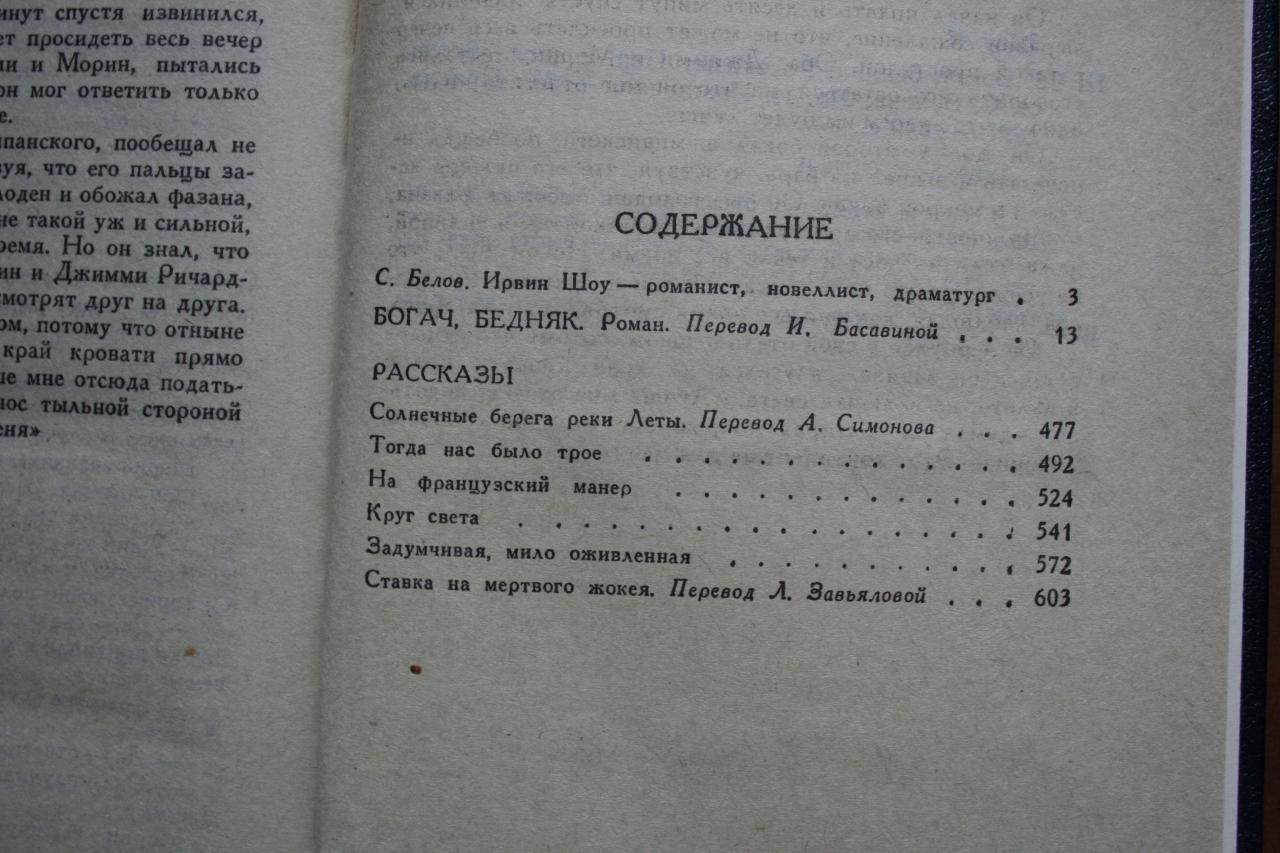 инут спустя извинился,
ет просидеть весь вечер
ии и Морин, пытались
он мог ответить только
е.
панского, пообещал не
вуя, что его пальцы за-
лоден и обожал фазана,
не такой уж и сильной,
ремя. Но он знал, что
ин и Джимми Ричард-
смотрят друг на друга.
ом, потому что отныне
край кровати прямо
ше мне отсюда подать-
нос тыльной стороной
еня»
СОДЕРЖАНИЕ
С. Белов. Ирвин Шоу — романист, новеллист, драматург . 3
БОГАЧ, БЕДНЯК. Роман. Перевод И. Басавиной . . . 13
РАССКАЗЫ
Солнечные берега реки Леты. Перевод А. Симонова . . . 477
Тогда нас было трое . . . . . . . . . . . . . 492
На французский манер . . . . . . . . . . . . 524
Круг света . . . . . . . . . . . . . . . . . 541
Задумчивая, мило оживленная . . . . . . . . . . 572
Ставка на мертвого жокея. Перевод Л. Завьяловой . . . 603